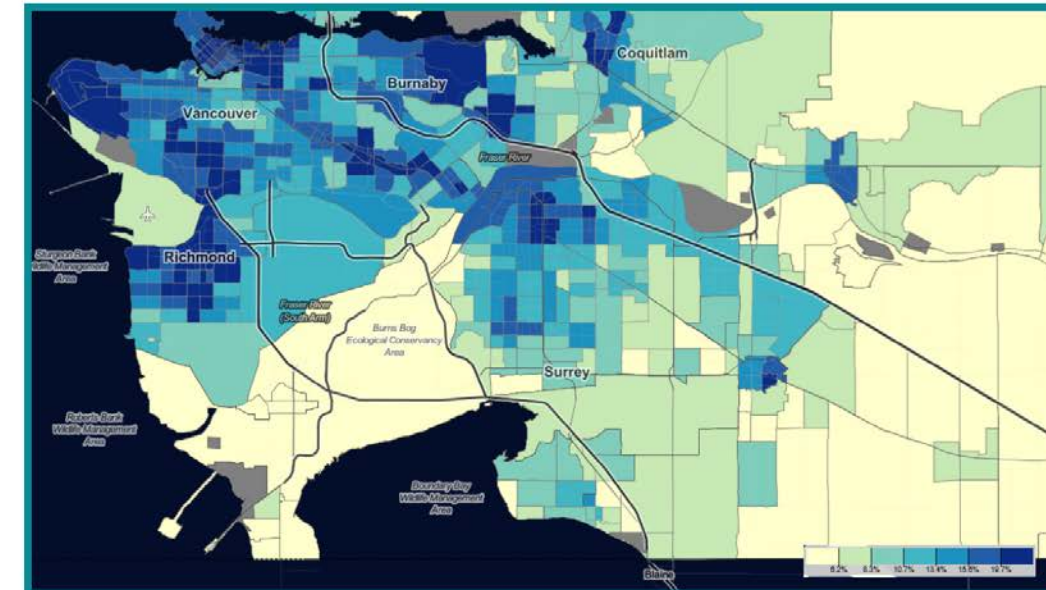 Coquitlam
Burnaby
Vancouver
Fraser River
Richmond
Sturgeon Bank
Wildlife Management
Area
Fraser River
(South Arm)
Burns Bog
Ecological Conservancy
Area
Surrey
Roberts Bank
Wildlife Management
Area
Boundary Bay
Wildlife Management
Area
Blaine
6.2% 8.3% 10.7% 13.4% 15.6% 19.7%